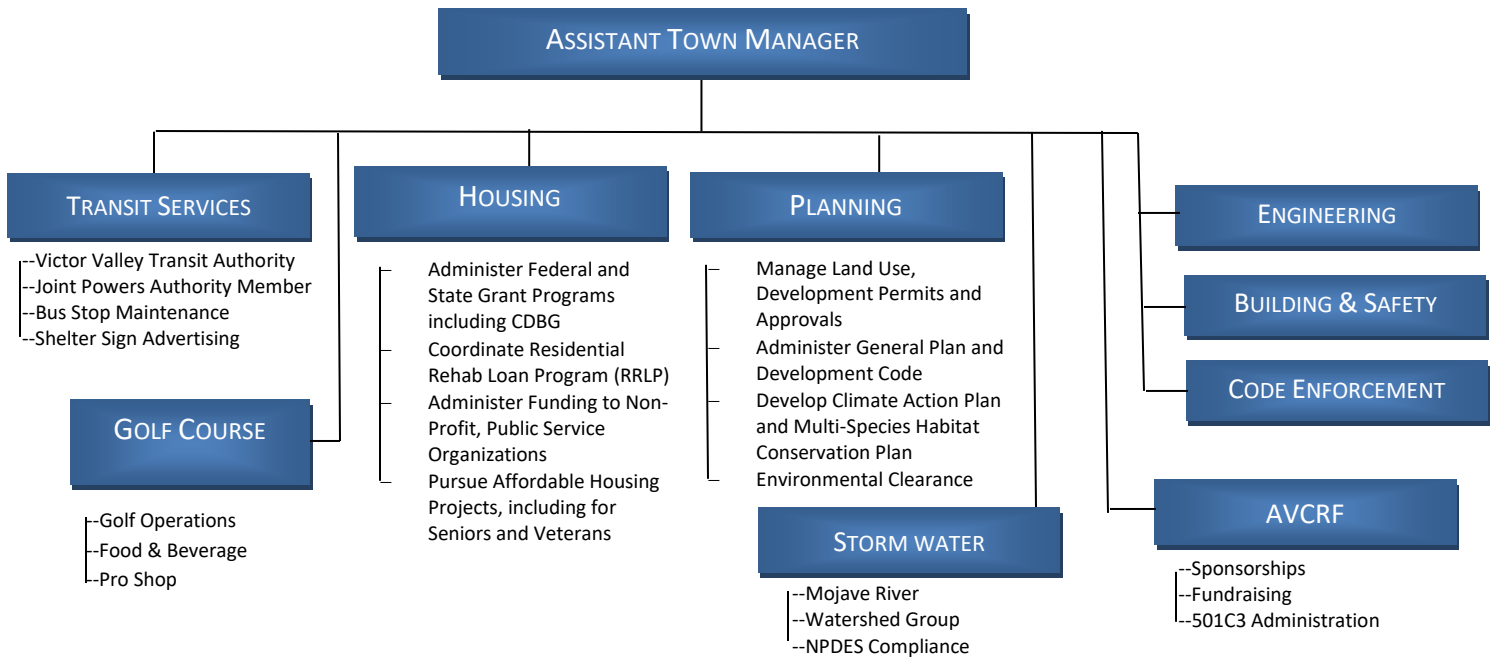 ASSISTANT TOWN MANAGER
TRANSIT SERVICES
--Victor Valley Transit Authority
--Joint Powers Authority Member
--Bus Stop Maintenance
--Shelter Sign Advertising
GOLF COURSE
--Golf Operations
--Food & Beverage
--Pro Shop
HOUSING
– Administer Federal and
State Grant Programs
including CDBG
– Coordinate Residential
Rehab Loan Program (RRLP)
– Administer Funding to Non-
Profit, Public Service
Organizations
– Pursue Affordable Housing
Projects, including for
Seniors and Veterans
PLANNING
– Manage Land Use,
Development Permits and
Approvals
– Administer General Plan and
Development Code
– Develop Climate Action Plan
and Multi-Species Habitat
Conservation Plan
– Environmental Clearance
STORM WATER
--Mojave River
--Watershed Group
--NPDES Compliance
ENGINEERING
BUILDING & SAFETY
CODE ENFORCEMENT
AVCRF
--Sponsorships
--Fundraising
--501C3 Administration